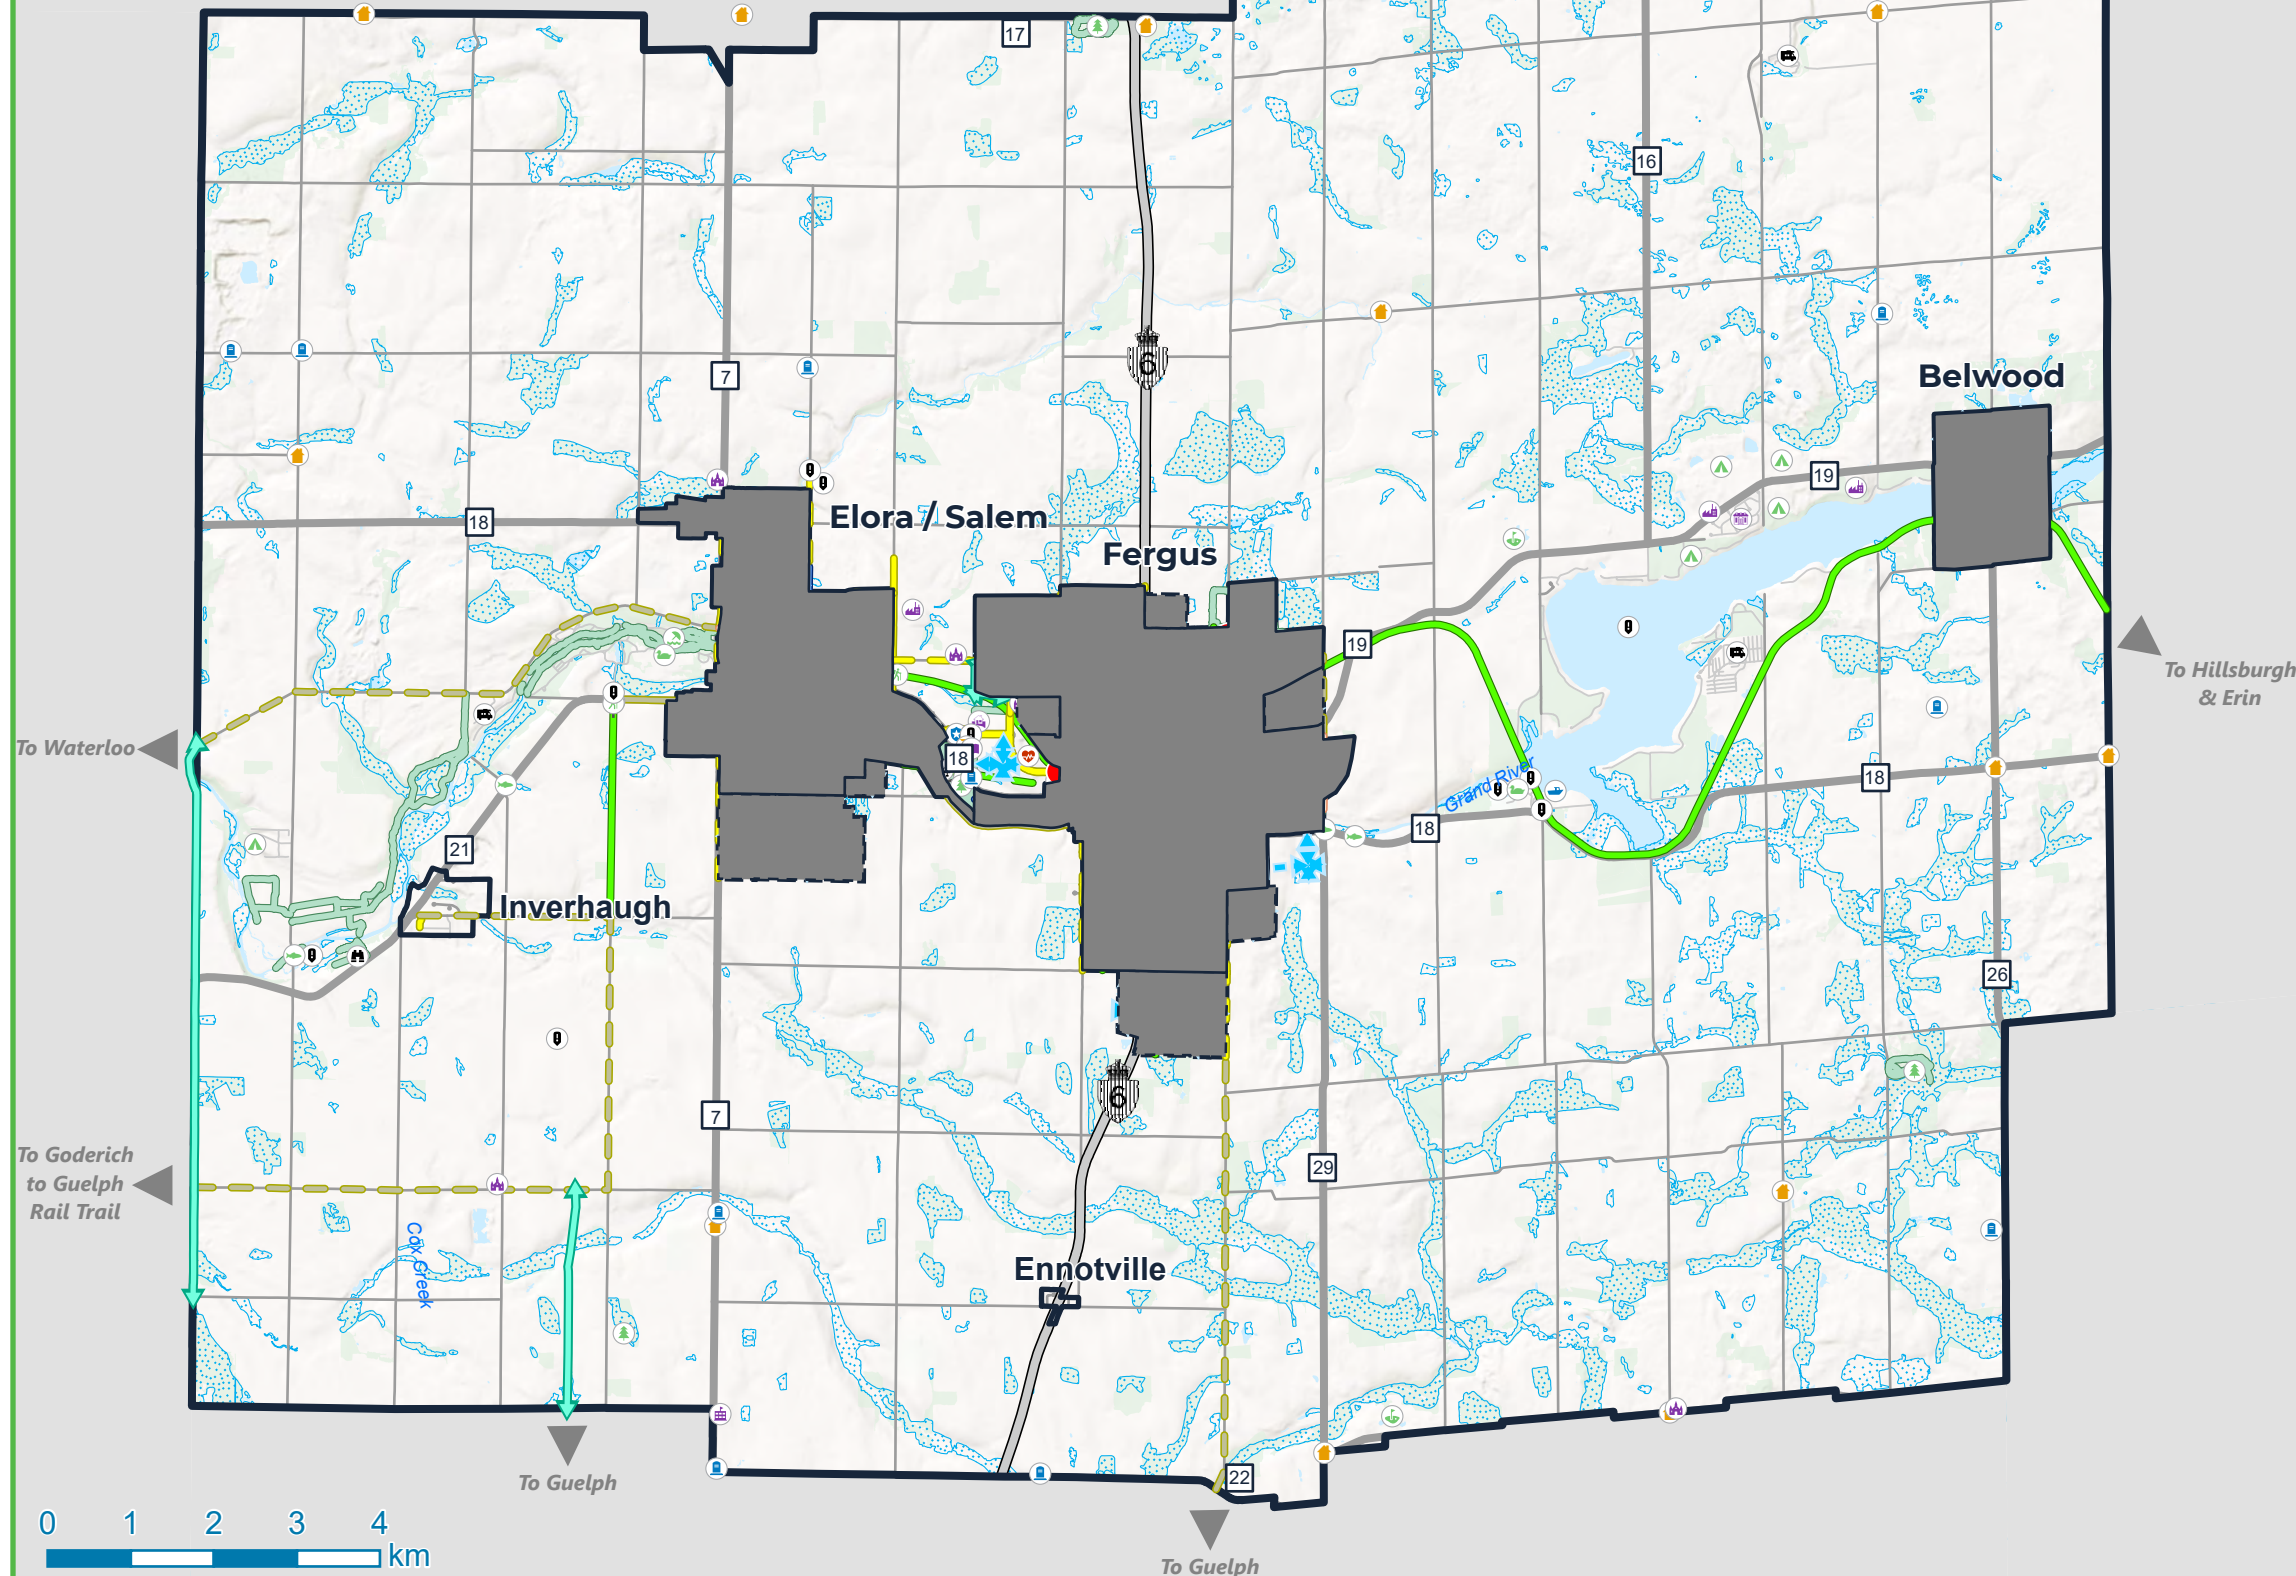 17
16
6
7
Belwood
19
Elora / Salem
18
Fergus
19
To Hillsburgh
& Erin
To Waterloo
18
Grand River
18
18
21
Inverhaugh
26
6
7
To Goderich
to Guelph
Rail Trail
29
Cox Creek
Ennotville
22
To Guelph
0 1 2 3 4
km
To Guelph